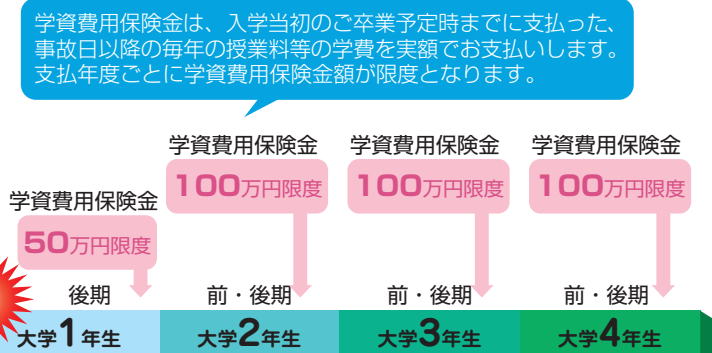 学資費用保険金は、入学当初のご卒業予定時までに支払った、
事故日以降の毎年の授業料等の学費を実額でお支払いします。
支払年度ごとに学資費用保険金額が限度となります。
学資費用保険金
50万円限度
後期
大学1年生
学資費用保険金
100万円限度
前・後期
大学2年生
学資費用保険金
100万円限度
前・後期
大学3年生
学資費用保険金
100万円限度
前・後期
大学4年生